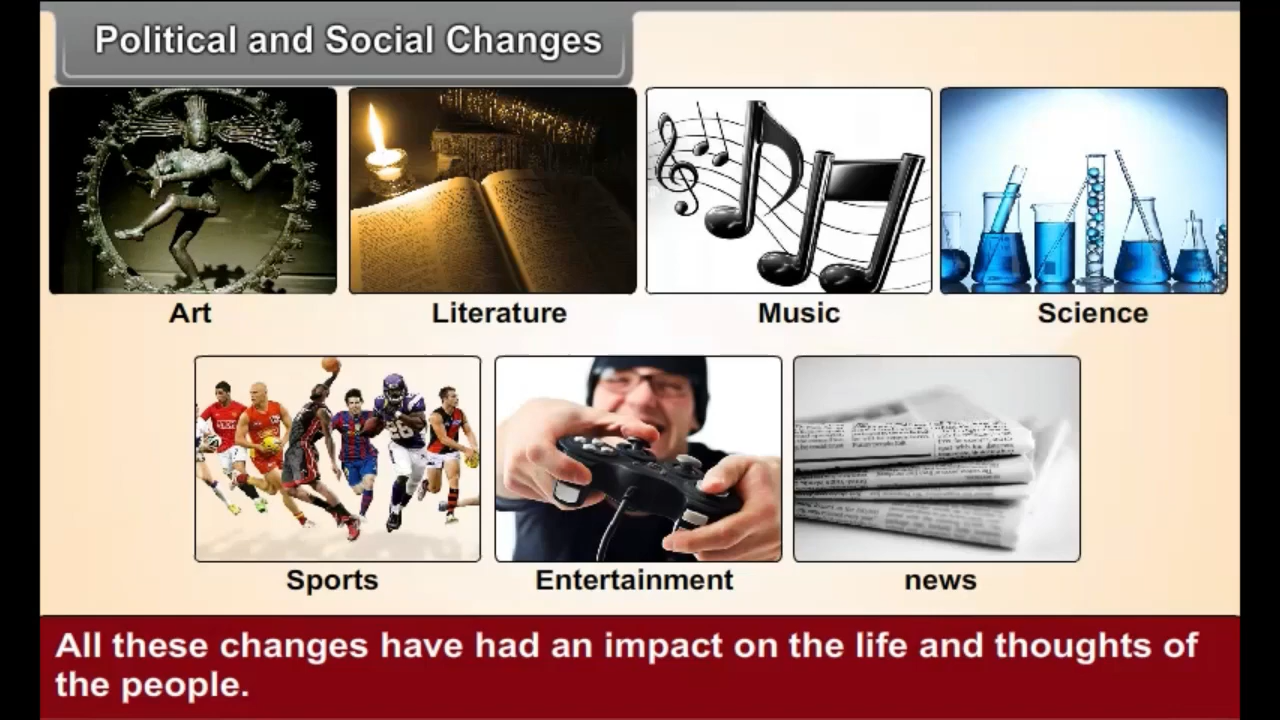 Political and Social Changes
Art
Literature
Music
Science
Sports
Entertainment
news
All these changes have had an impact on the life and thoughts of
the people.